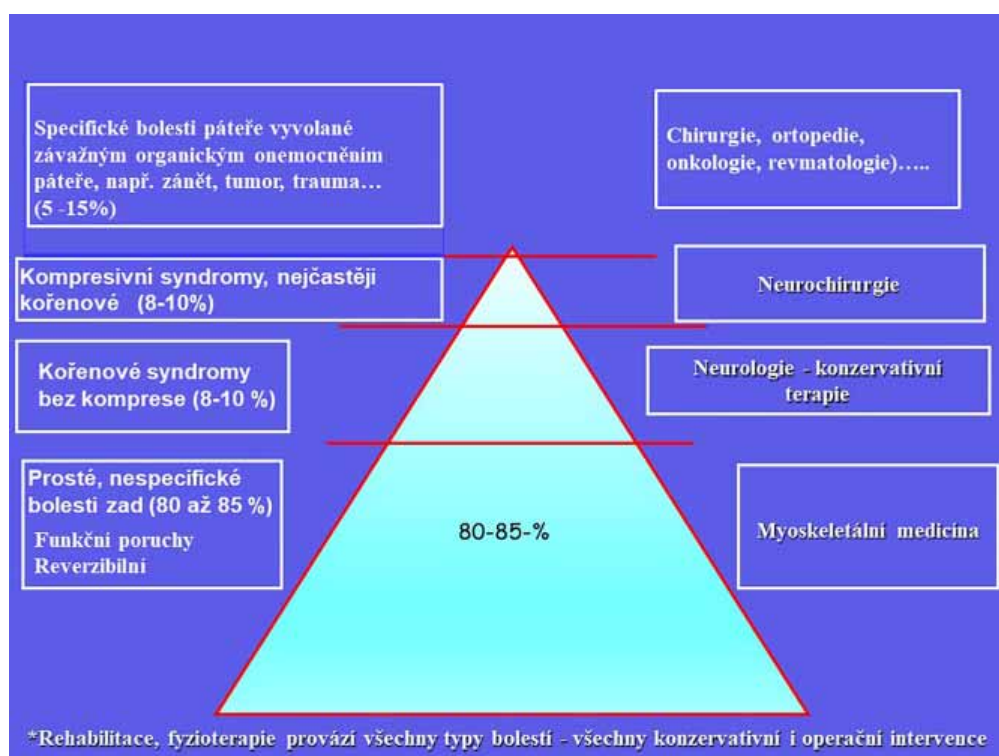 Specifické bolesti páteře vyvolané
závažným organickým onemocněním
páteře, např. zánět, tumor, trauma…
(5 -15%)
Chirurgie, ortopedie,
onkologie, revmatologie)…..
Kompresivní syndromy, nejčastěji
kořenové (8-10%)
Neurochirurgie
Kořenové syndromy
bez komprese (8-10 %)
Neurologie - konzervativní
terapie
Prosté, nespecifické
bolesti zad (80 až 85 %)
Funkční poruchy
Reverzibilní
80-85-%
Myoskeletální medicína
*Rehabilitace, fyzioterapie provází všechny typy bolestí - všechny konzervativní i operační intervence